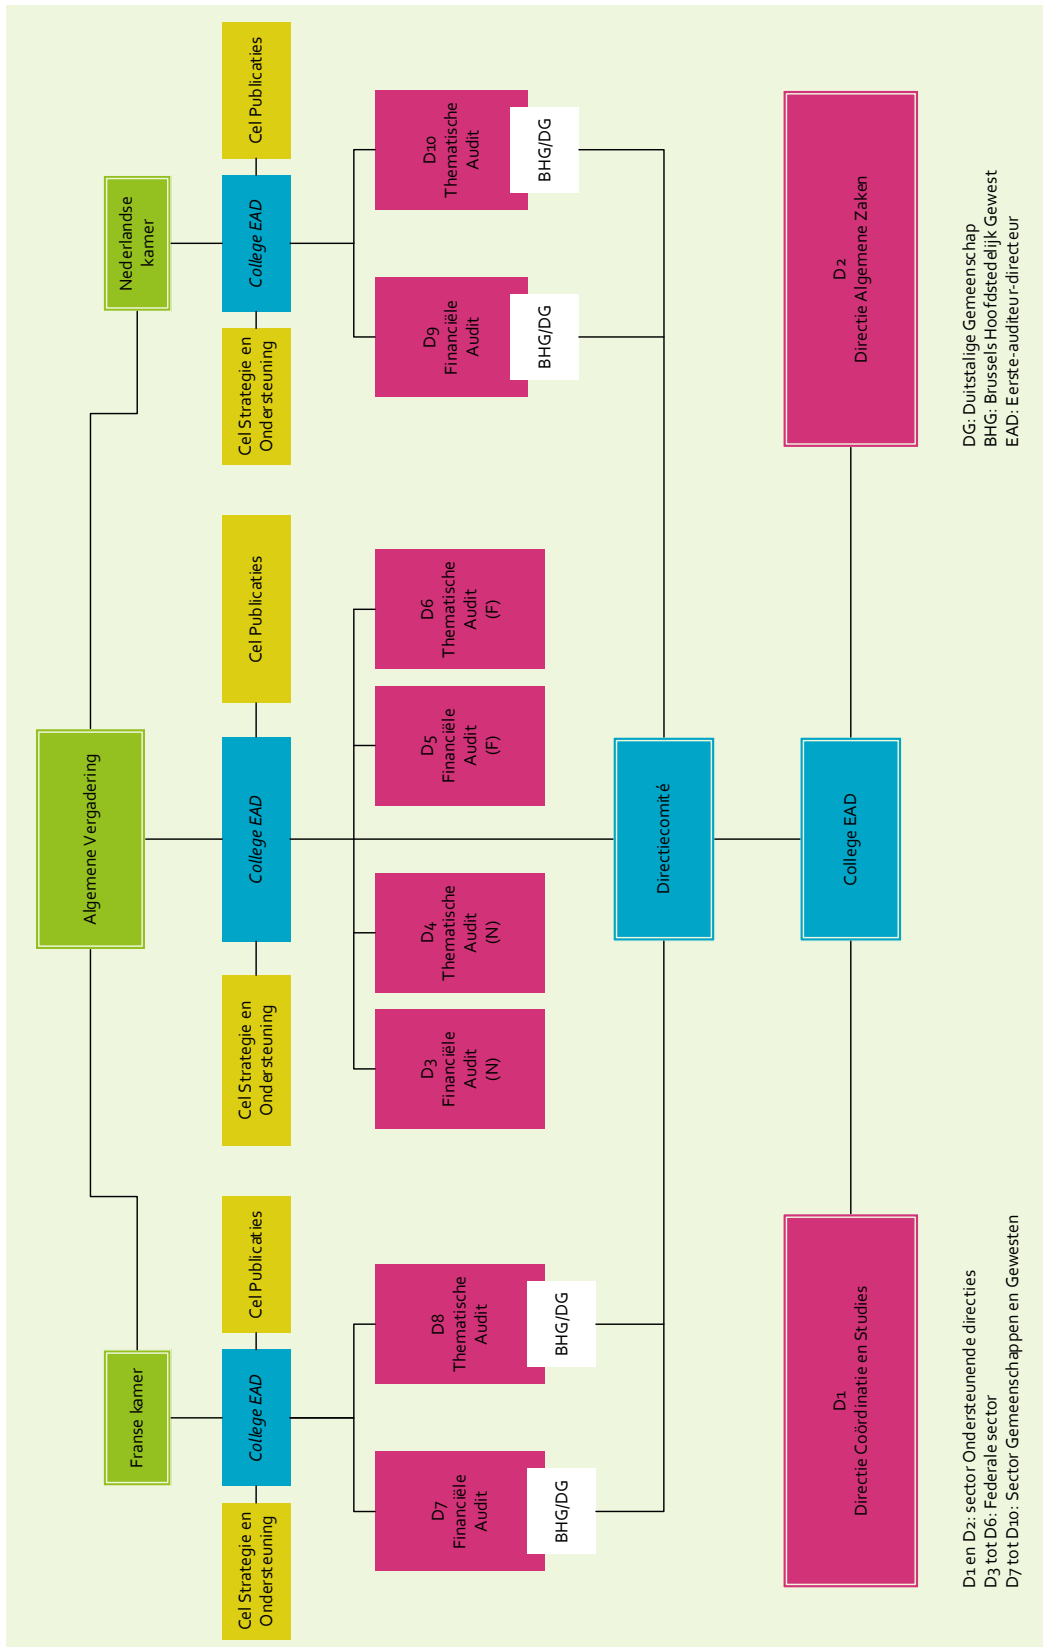 Algemene Vergadering
Franse kamer
Nederlandse
kamer
Cel Strategie en
Ondersteuning
College EAD
Cel Publicaties
Cel Strategie en
Ondersteuning
College EAD
Cel Publicaties
Cel Strategie en
Ondersteuning
College EAD
Cel Publicaties
D7
Financiële
Audit
BHG/DG
D8
Thematische
Audit
BHG/DG
D3
Financiële
Audit
(N)
D4
Thematische
Audit
(N)
D5
Financiële
Audit
(F)
D6
Thematische
Audit
(F)
D9
Financiële
Audit
BHG/DG
D10
Thematische
Audit
BHG/DG
Directiecomité
D1
Directie Coördinatie en Studies
College EAD
D2
Directie Algemene Zaken
D1 en D2: sector Ondersteunende directies
D3 tot D6: Federale sector
D7 tot D10: Sector Gemeenschappen en Gewesten
DG: Duitstalige Gemeenschap
BHG: Brussels Hoofdstedelijk Gewest
EAD: Eerste-auditeur-directeur